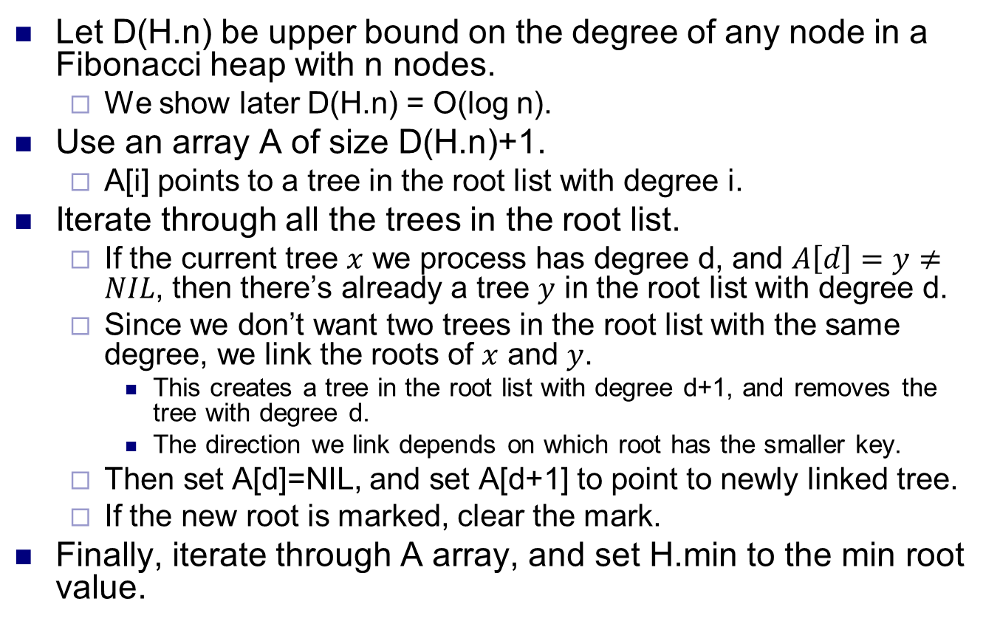 Let D(H.n) be upper bound on the degree of any node in a
Fibonacci heap with n nodes.
We show later D(H.n) = O(log n).
Use an array A of size D(H.n)+1.
A[i] points to a tree in the root list with degree i.
Iterate through all the trees in the root list.
If the current tree x we process has degree d, and A[d] = y ≠
NIL, then there’s already a tree y in the root list with degree d.
Since we don’t want two trees in the root list with the same
degree, we link the roots of x and y.
This creates a tree in the root list with degree d+1, and removes the
tree with degree d.
The direction we link depends on which root has the smaller key.
Then set A[d]=NIL, and set A[d+1] to point to newly linked tree.
If the new root is marked, clear the mark.
Finally, iterate through A array, and set H.min to the min root
value.